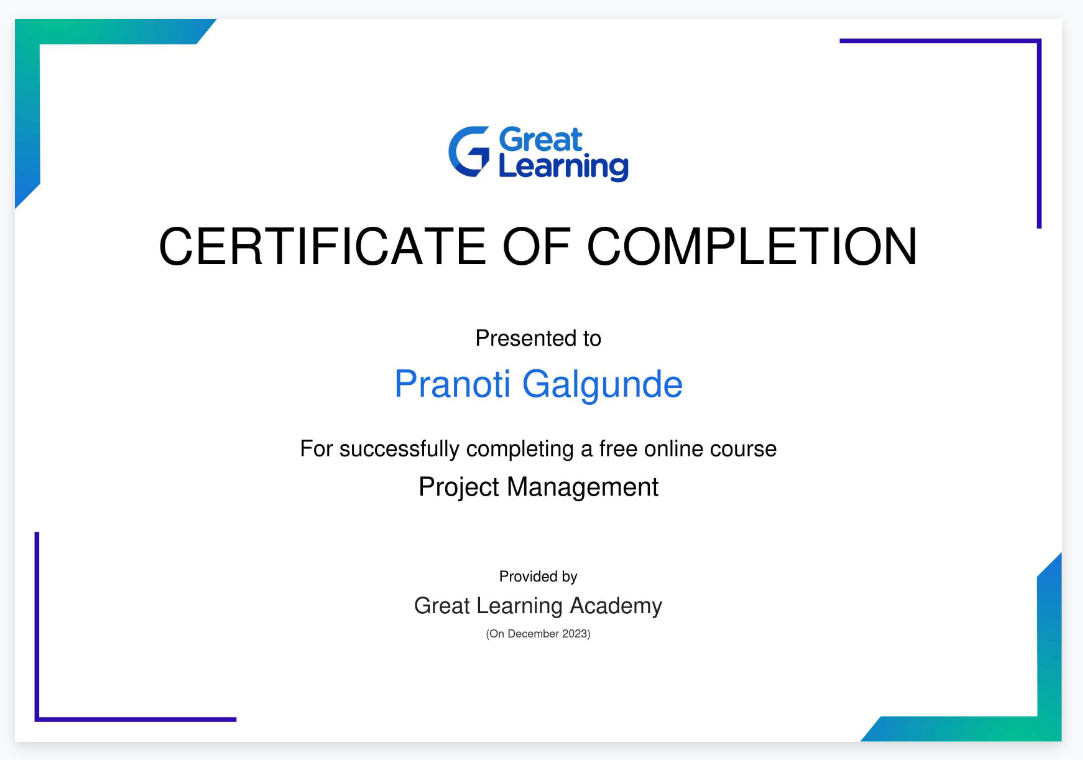 Great
Learning
CERTIFICATE OF COMPLETION
Presented to
Pranoti Galgunde
For successfully completing a free online course
Project Management
Provided by
Great Learning Academy
(On December 2023)